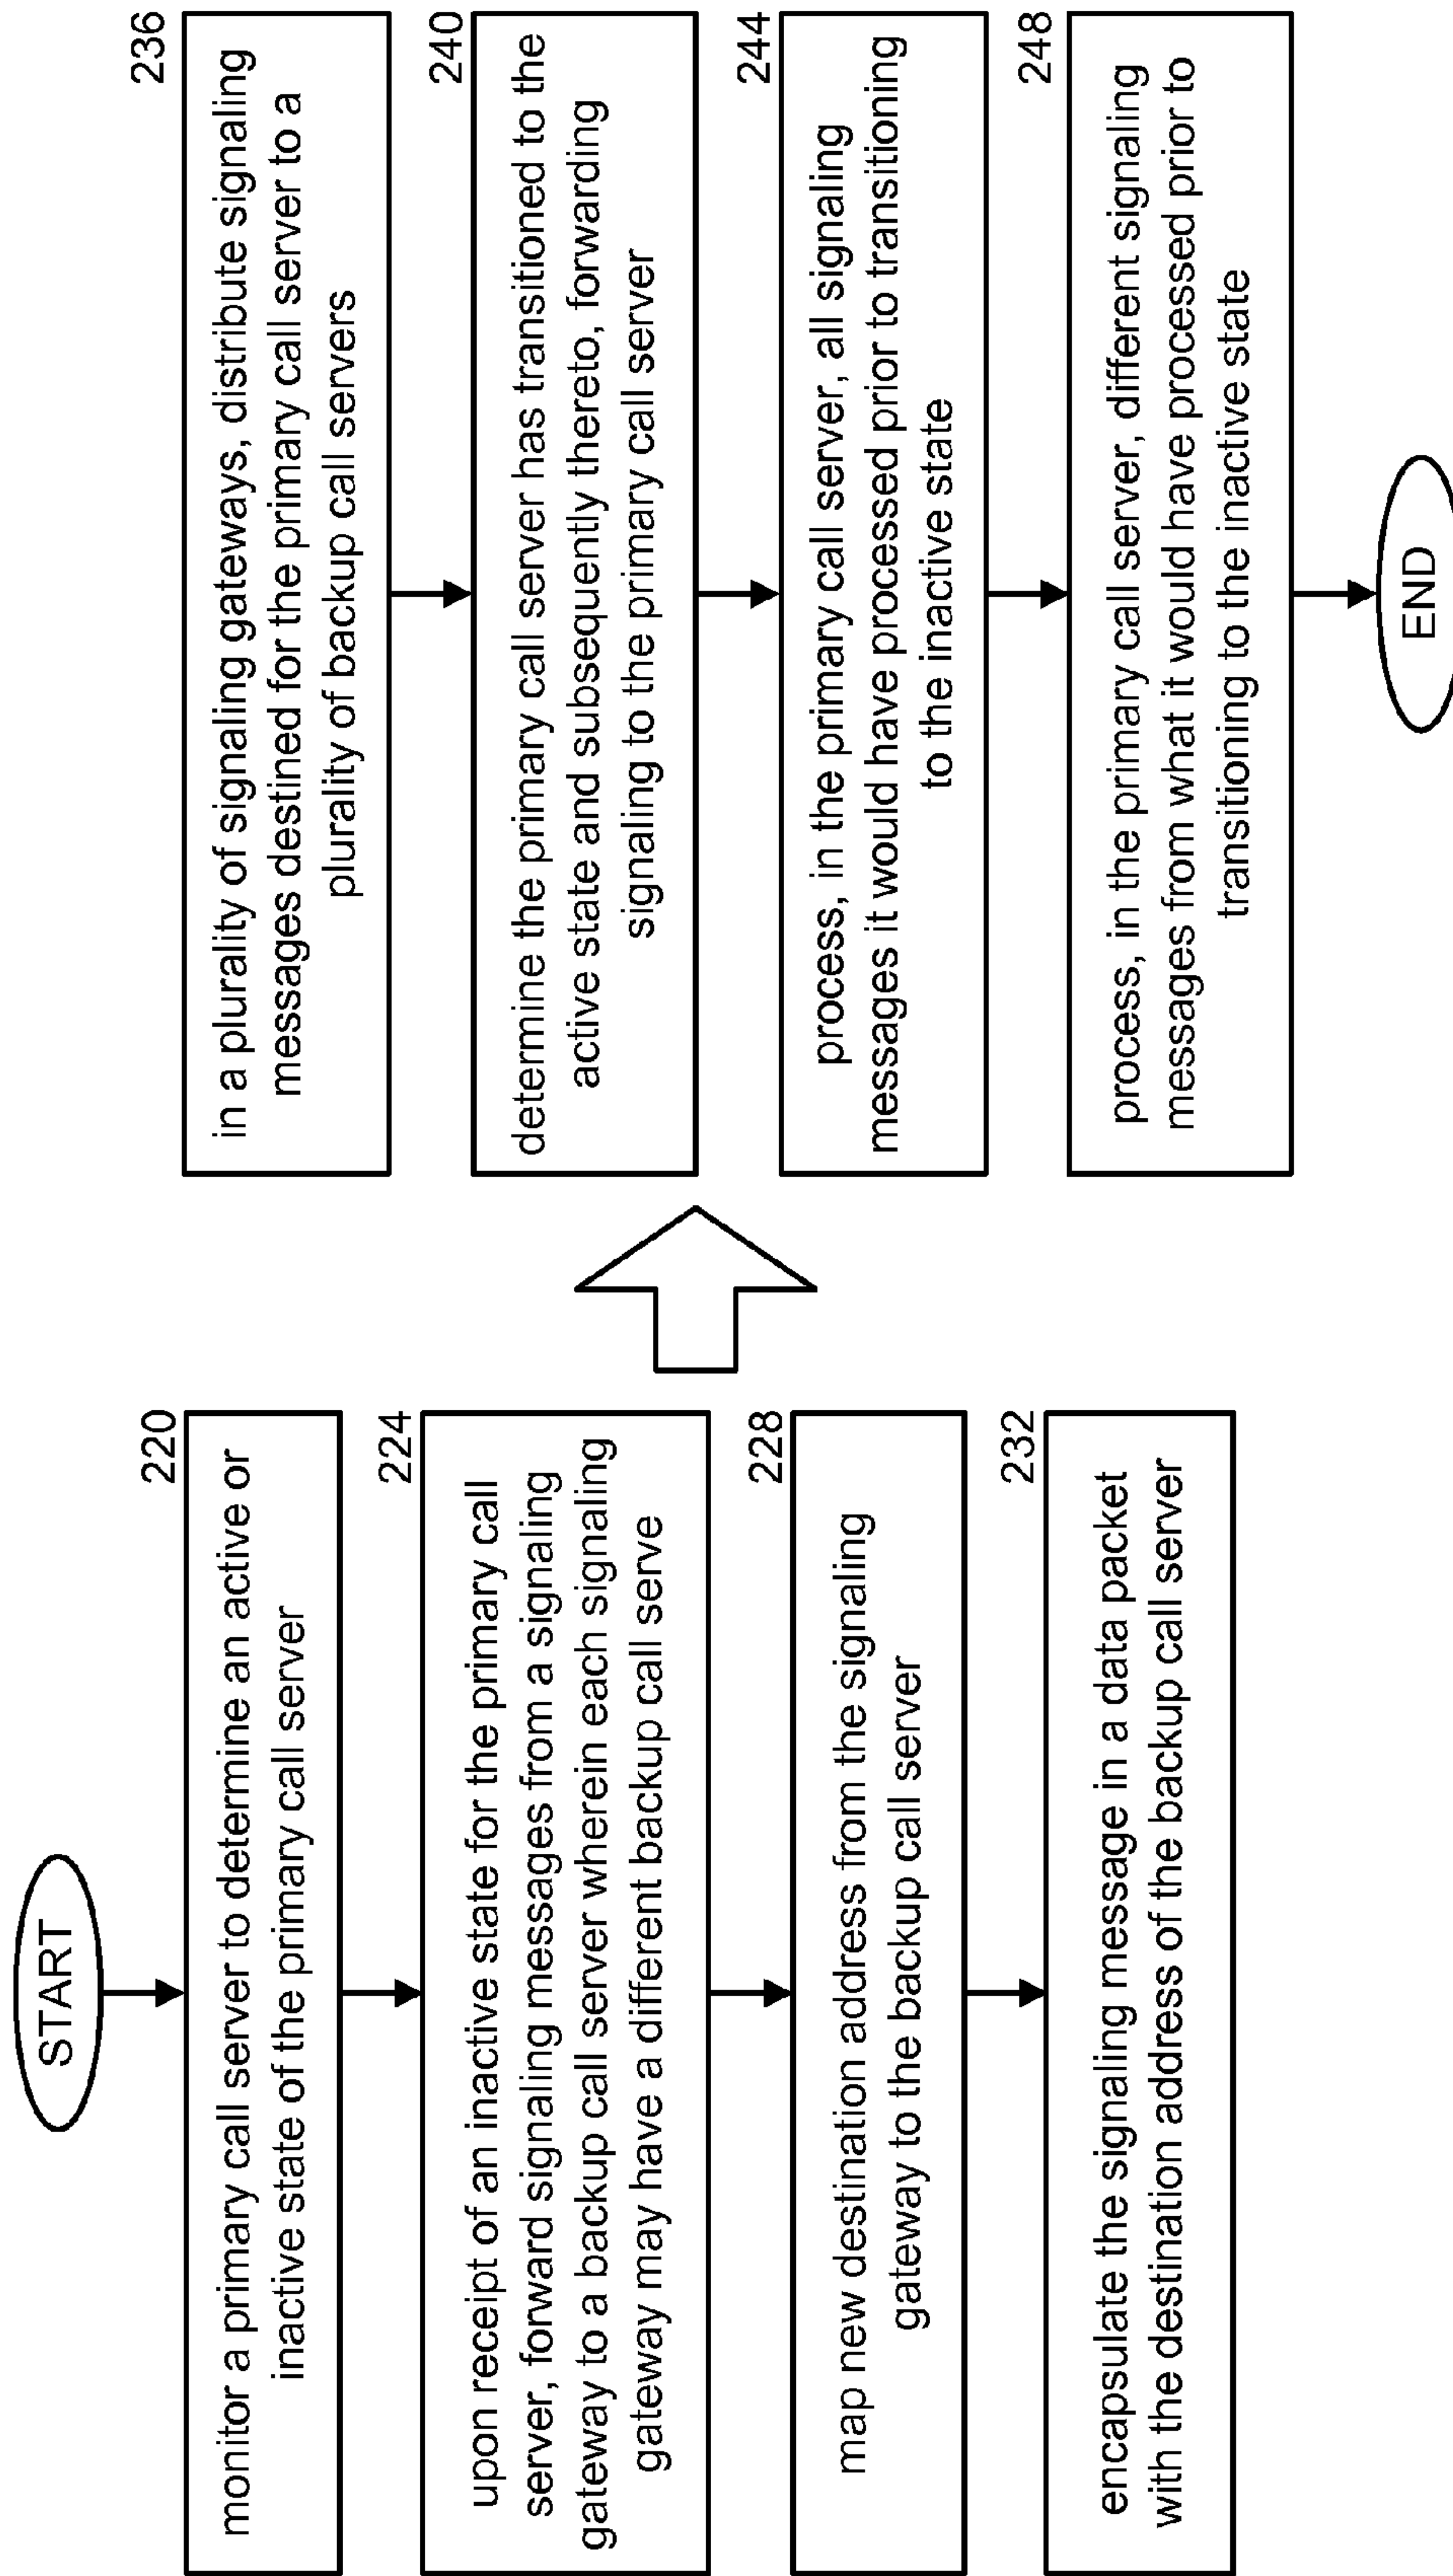 START
220
monitor a primary call server to determine an active or
inactive state of the primary call server
224
upon receipt of an inactive state for the primary call
server, forward signaling messages from a signaling
gateway to a backup call server wherein each signaling
gateway may have a different backup call serve
228
map new destination address from the signaling
gateway to the backup call server
232
encapsulate the signaling message in a data packet
with the destination address of the backup call server
236
in a plurality of signaling gateways, distribute signaling
messages destined for the primary call server to a
plurality of backup call servers
240
determine the primary call server has transitioned to the
active state and subsequently thereto, forwarding
signaling to the primary call server
244
process, in the primary call server, all signaling
messages it would have processed prior to transitioning
to the inactive state
248
process, in the primary call server, different signaling
messages from what it would have processed prior to
transitioning to the inactive state
END